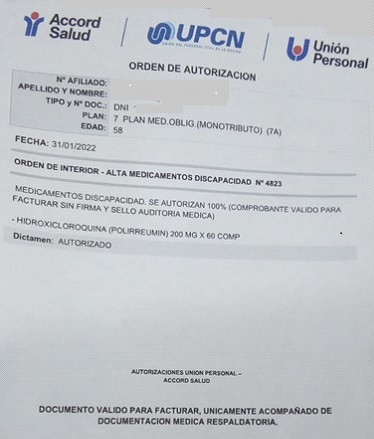 Accord
Salud
UPCN
UNION DEL PERSONAL CIVIL DE LA NACION
Unión
Personal
ORDEN DE AUTORIZACION
Nº AFILIADO:
APELLIDO Y NOMBRE:
TIPO y Nº DOC.: DNI
PLAN: 7 PLAN MED.OBLIG.(MONOTRIBUTO) (7A)
EDAD: 58
FECHA: 31/01/2022
ORDEN DE INTERIOR - ALTA MEDICAMENTOS DISCAPACIDAD Nº 4823
MEDICAMENTOS DISCAPACIDAD. SE AUTORIZAN 100% (COMPROBANTE VALIDO PARA
FACTURAR SIN FIRMA Y SELLO AUDITORIA MEDICA)
- HIDROXICLOROQUINA (POLIRREUMIN) 200 MG X 60 COMP
Dictamen: AUTORIZADO
AUTORIZACIONES UNION PERSONAL –
ACCORD SALUD
DOCUMENTO VALIDO PARA FACTURAR, UNICAMENTE ACOMPAÑADO DE
DOCUMENTACION MEDICA RESPALDATORIA.